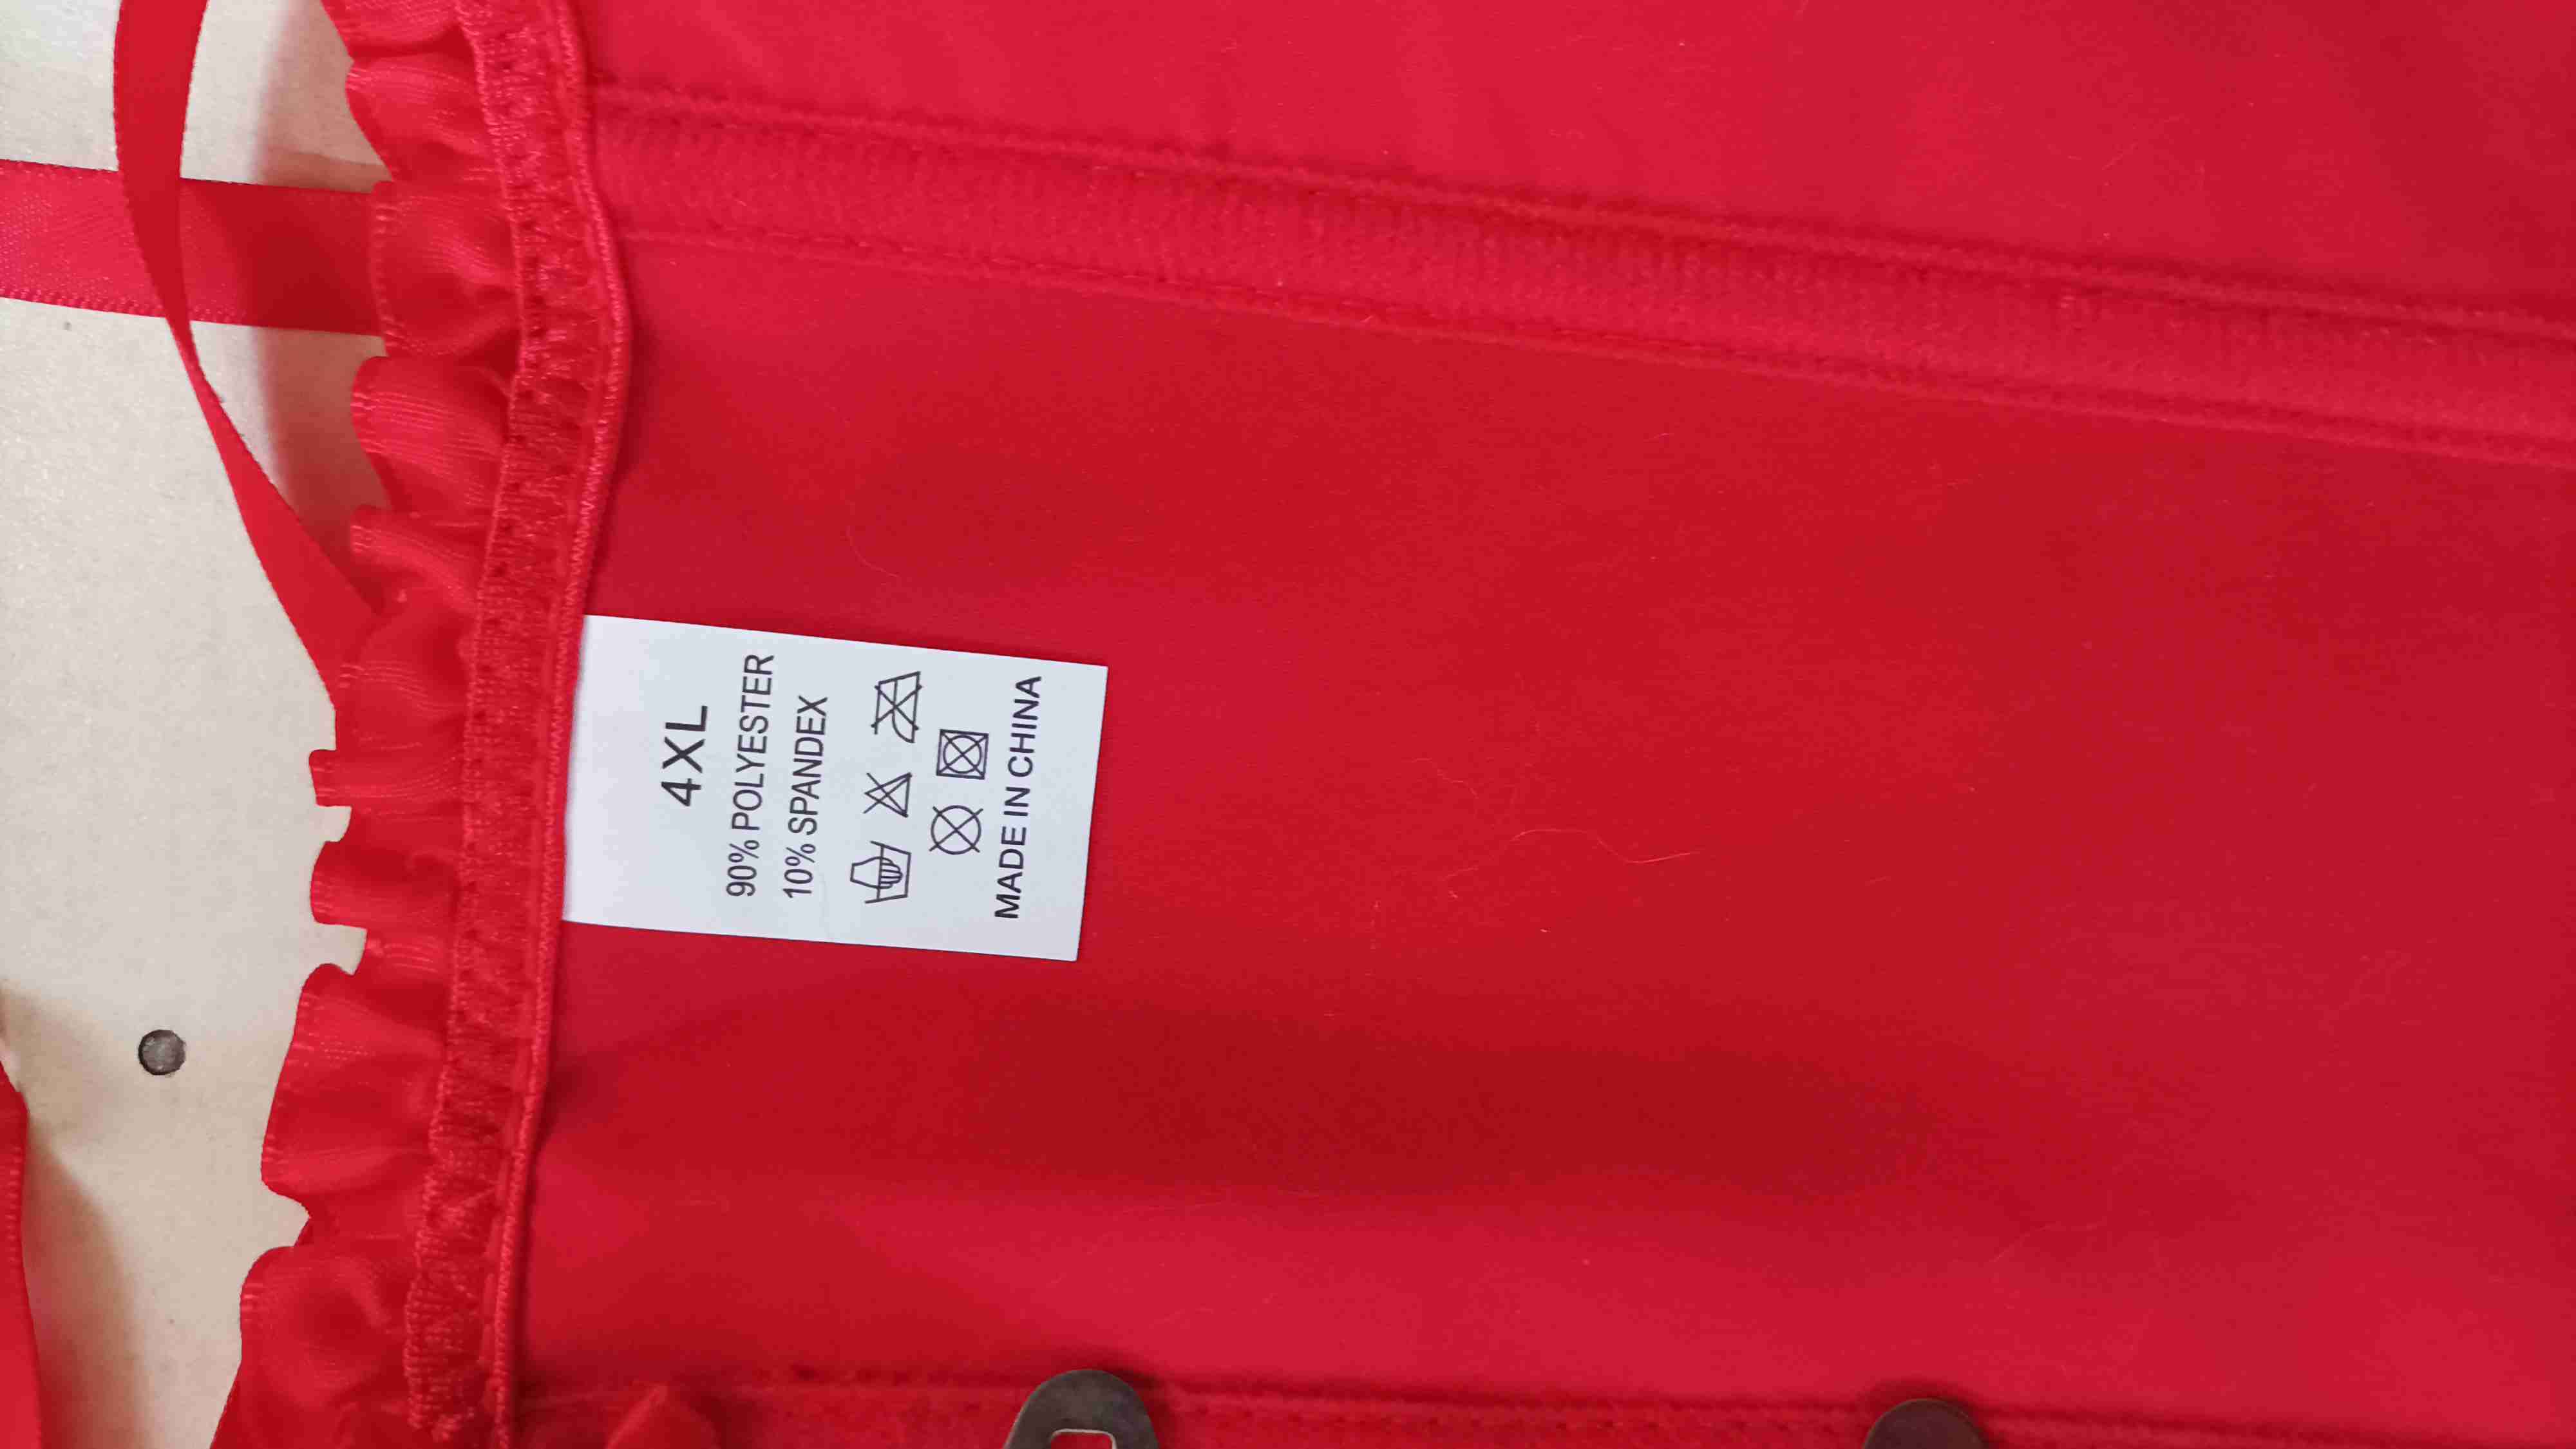 4XL
90% POLYESTER
10% SPANDEX
MADE IN CHINA